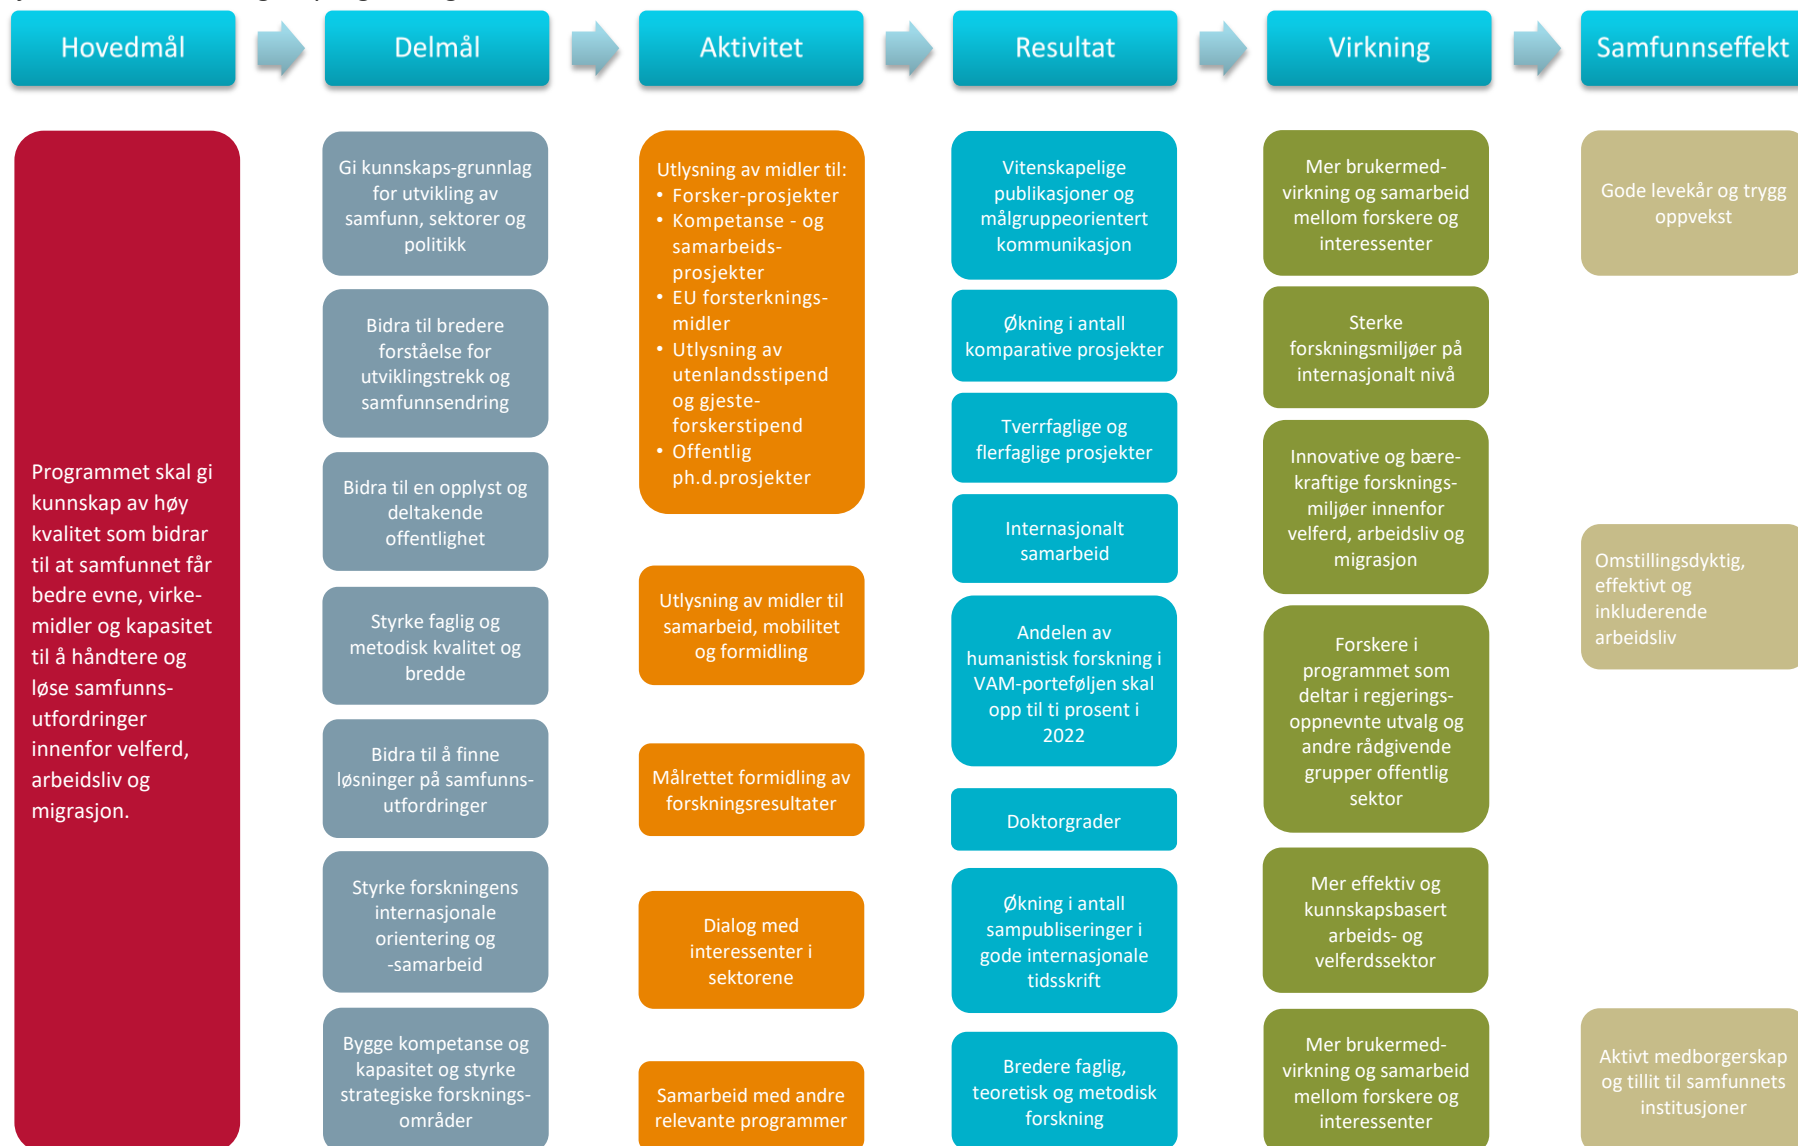 Hovedmål
Delmål
Aktivitet
Resultat
Virkning
Samfunnseffekt
Programmet skal gi
kunnskap av høy
kvalitet som bidrar
til at samfunnet får
bedre evne, virke-
midler og kapasitet
til å håndtere og
løse samfunns-
utfordringer
innenfor velferd,
arbeidsliv og
migrasjon.
Gi kunnskaps-grunnlag
for utvikling av
samfunn, sektorer og
politikk
Bidra til bredere
forståelse for
utviklingstrekk og
samfunnsendring
Bidra til en opplyst og
deltakende
offentlighet
Styrke faglig og
metodisk kvalitet og
bredde
Bidra til å finne
løsninger på samfunns-
utfordringer
Styrke forskningens
internasjonale
orientering og
-samarbeid
Bygge kompetanse og
kapasitet og styrke
strategiske forsknings-
områder
Utlysning av midler til:
• Forsker-prosjekter
• Kompetanse - og
samarbeids-
prosjekter
• EU forsterknings-
midler
• Utlysning av
utenlandsstipend
og gjeste-
forskerstipend
• Offentlig
ph.d.prosjekter
Utlysning av midler til
samarbeid, mobilitet
og formidling
Målrettet formidling av
forskningsresultater
Dialog med
interessenter i
sektorene
Samarbeid med andre
relevante programmer
Vitenskapelige
publikasjoner og
målgruppeorientert
kommunikasjon
Økning i antall
komparative prosjekter
Tverrfaglige og
flerfaglige prosjekter
Internasjonalt
samarbeid
Andelen av
humanistisk forskning i
VAM-porteføljen skal
opp til ti prosent i
2022
Doktorgrader
Økning i antall
sampubliseringer i
gode internasjonale
tidsskrift
Bredere faglig,
teoretisk og metodisk
forskning
Mer brukermed-
virkning og samarbeid
mellom forskere og
interessenter
Sterke
forskningsmiljøer på
internasjonalt nivå
Innovative og bære-
kraftige forsknings-
miljøer innenfor
velferd, arbeidsliv og
migrasjon
Forskere i
programmet som
deltar i regjerings-
oppnevnte utvalg og
andre rådgivende
grupper offentlig
sektor
Mer effektiv og
kunnskapsbasert
arbeids- og
velferdssektor
Mer brukermed-
virkning og samarbeid
mellom forskere og
interessenter
Gode levekår og trygg
oppvekst
Omstillingsdyktig,
effektivt og
inkluderende
arbeidsliv
Aktivt medborgerskap
og tillit til samfunnets
institusjoner